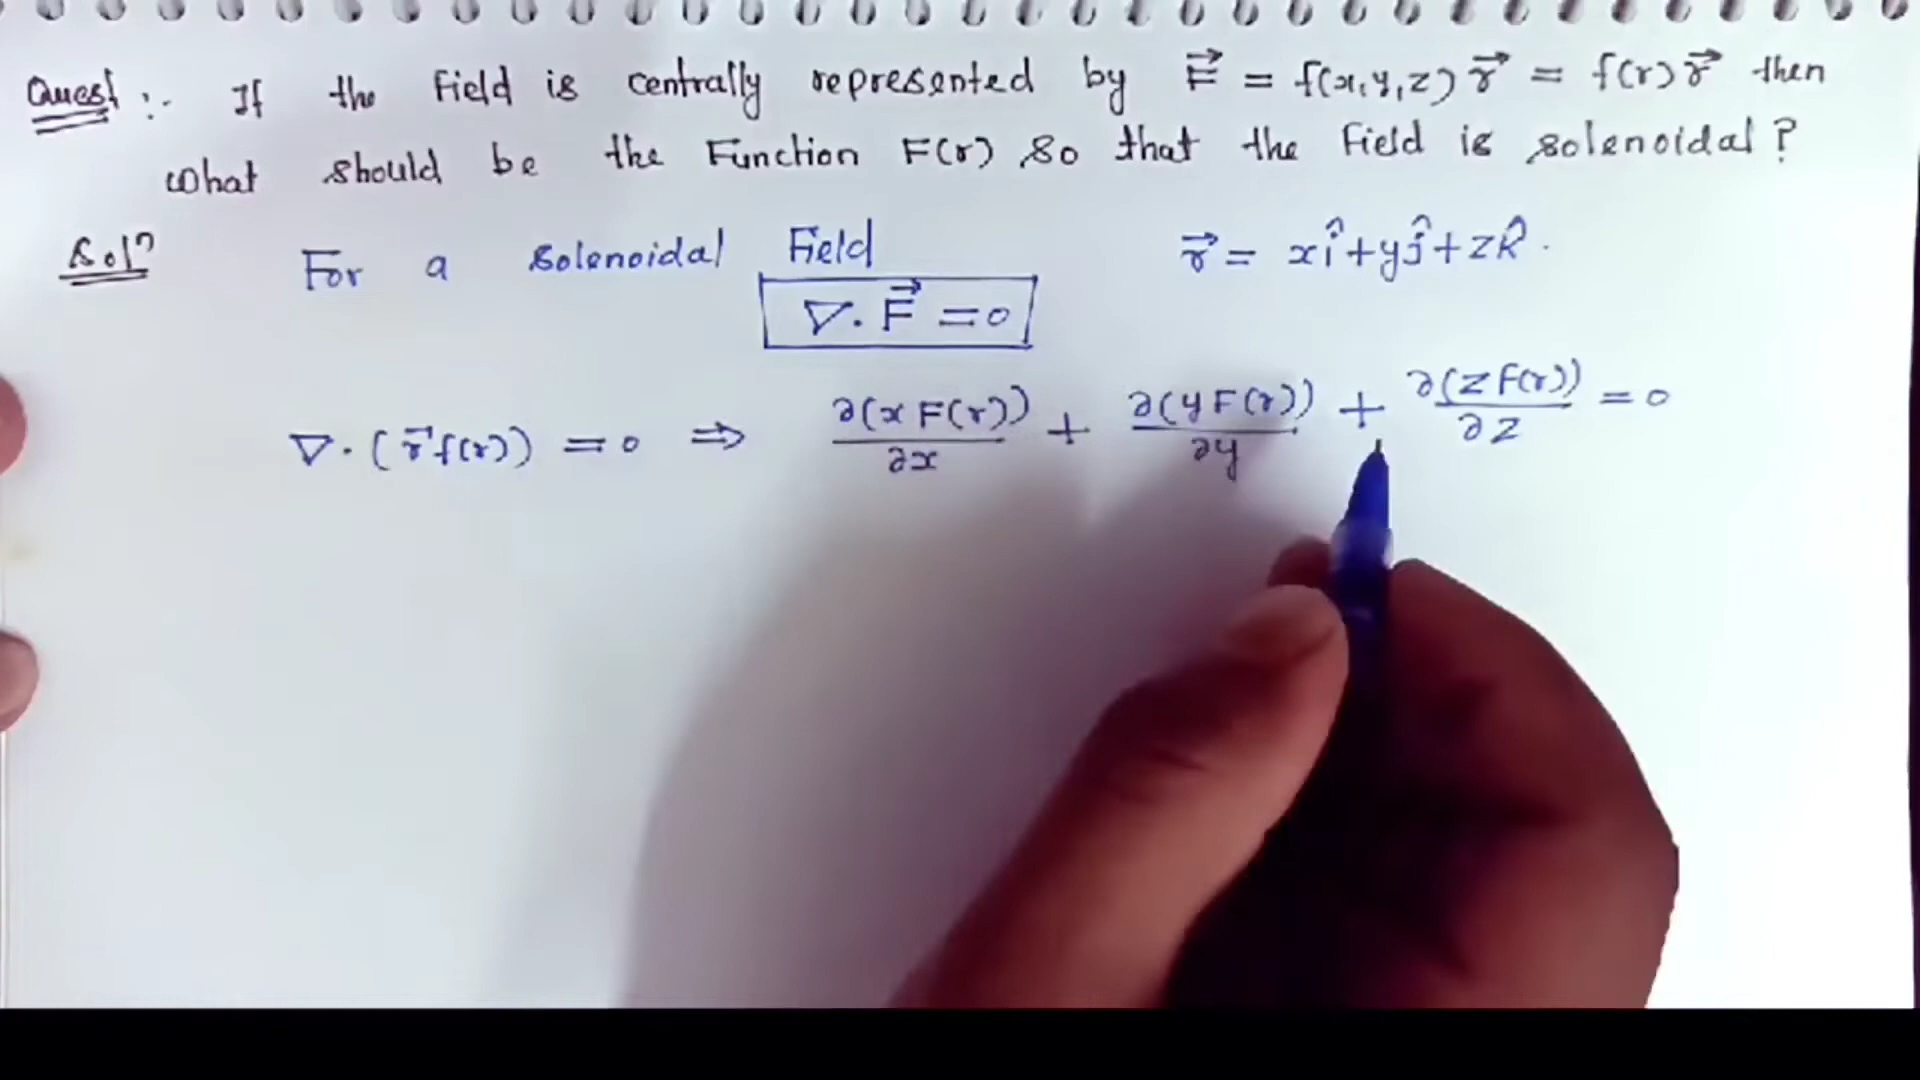 Quest :- If the Field is centrally represented by F⃗ = f(x,y,z) r⃗ = f(r) r⃗ then
what should be the Function F(r) so that the Field is solenoidal?
Solⁿ For a solenoidal Field r⃗ = xî+yĵ+zk̂.
∇. F⃗ =0
∇.(r⃗ f(r)) = 0 ⇒ ∂(x F(r))/∂x + ∂(y F(r))/∂y + ∂(z F(r))/∂z = 0